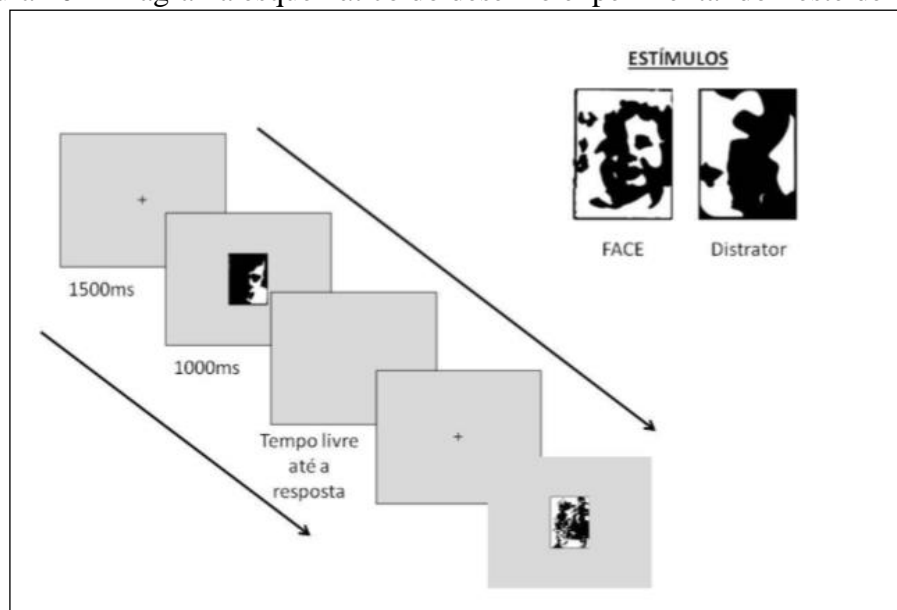 ESTÍMULOS
FACE
Distrator
1500ms
1000ms
Tempo livre
até a
resposta